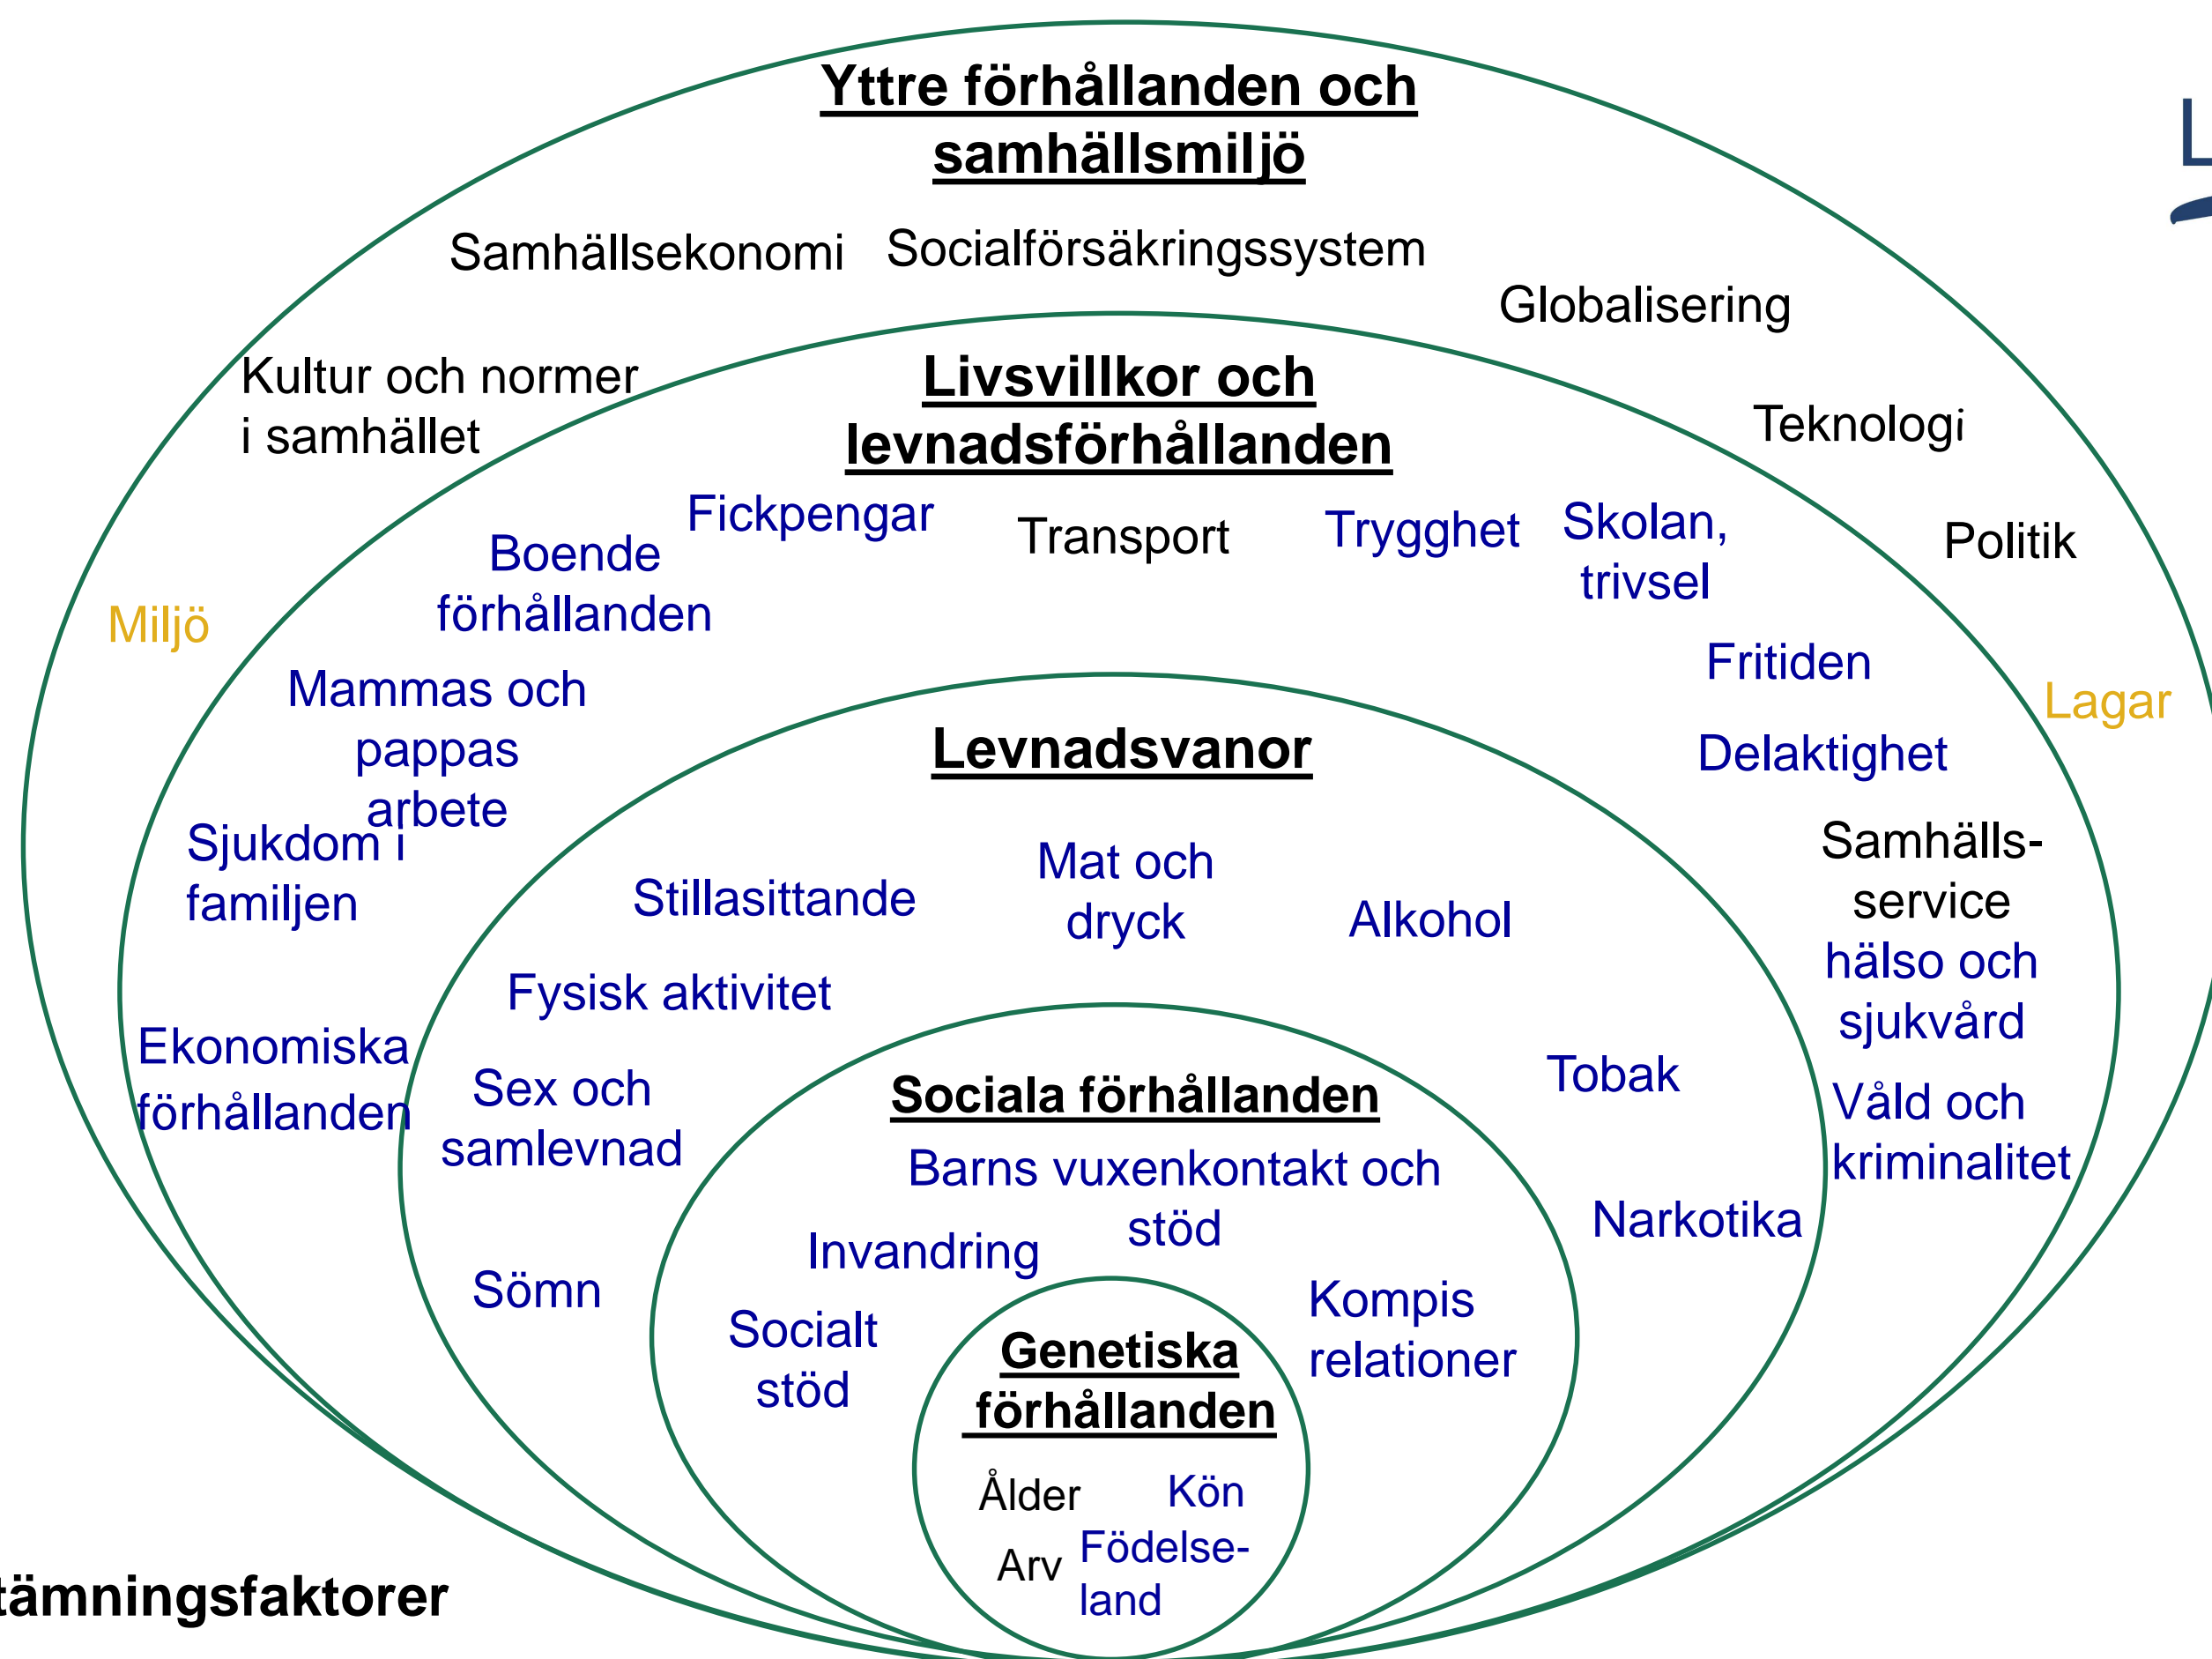 Yttre förhållanden och
samhällsmiljö
Samhällsekonomi
Socialförsäkringssystem
Globalisering
Kultur och normer
i samhället
Teknologi
Politik
Miljö
Lagar
Livsvillkor och
levnadsförhållanden
Fickpengar
Transport
Trygghet
Skolan,
trivsel
Boende
förhållanden
Fritiden
Mammas och
pappas
arbete
Delaktighet
Sjukdom i
familjen
Samhälls-
service
hälso och
sjukvård
Ekonomiska
förhållanden
Våld och
kriminalitet
Levnadsvanor
Mat och
dryck
Stillasittande
Alkohol
Fysisk aktivitet
Tobak
Sex och
samlevnad
Narkotika
Sömn
Sociala förhållanden
Barns vuxenkontakt och
stöd
Invandring
Kompis
relationer
Socialt
stöd
Genetiska
förhållanden
Ålder
Kön
Arv
Födelse-
land
tämningsfaktorer
L